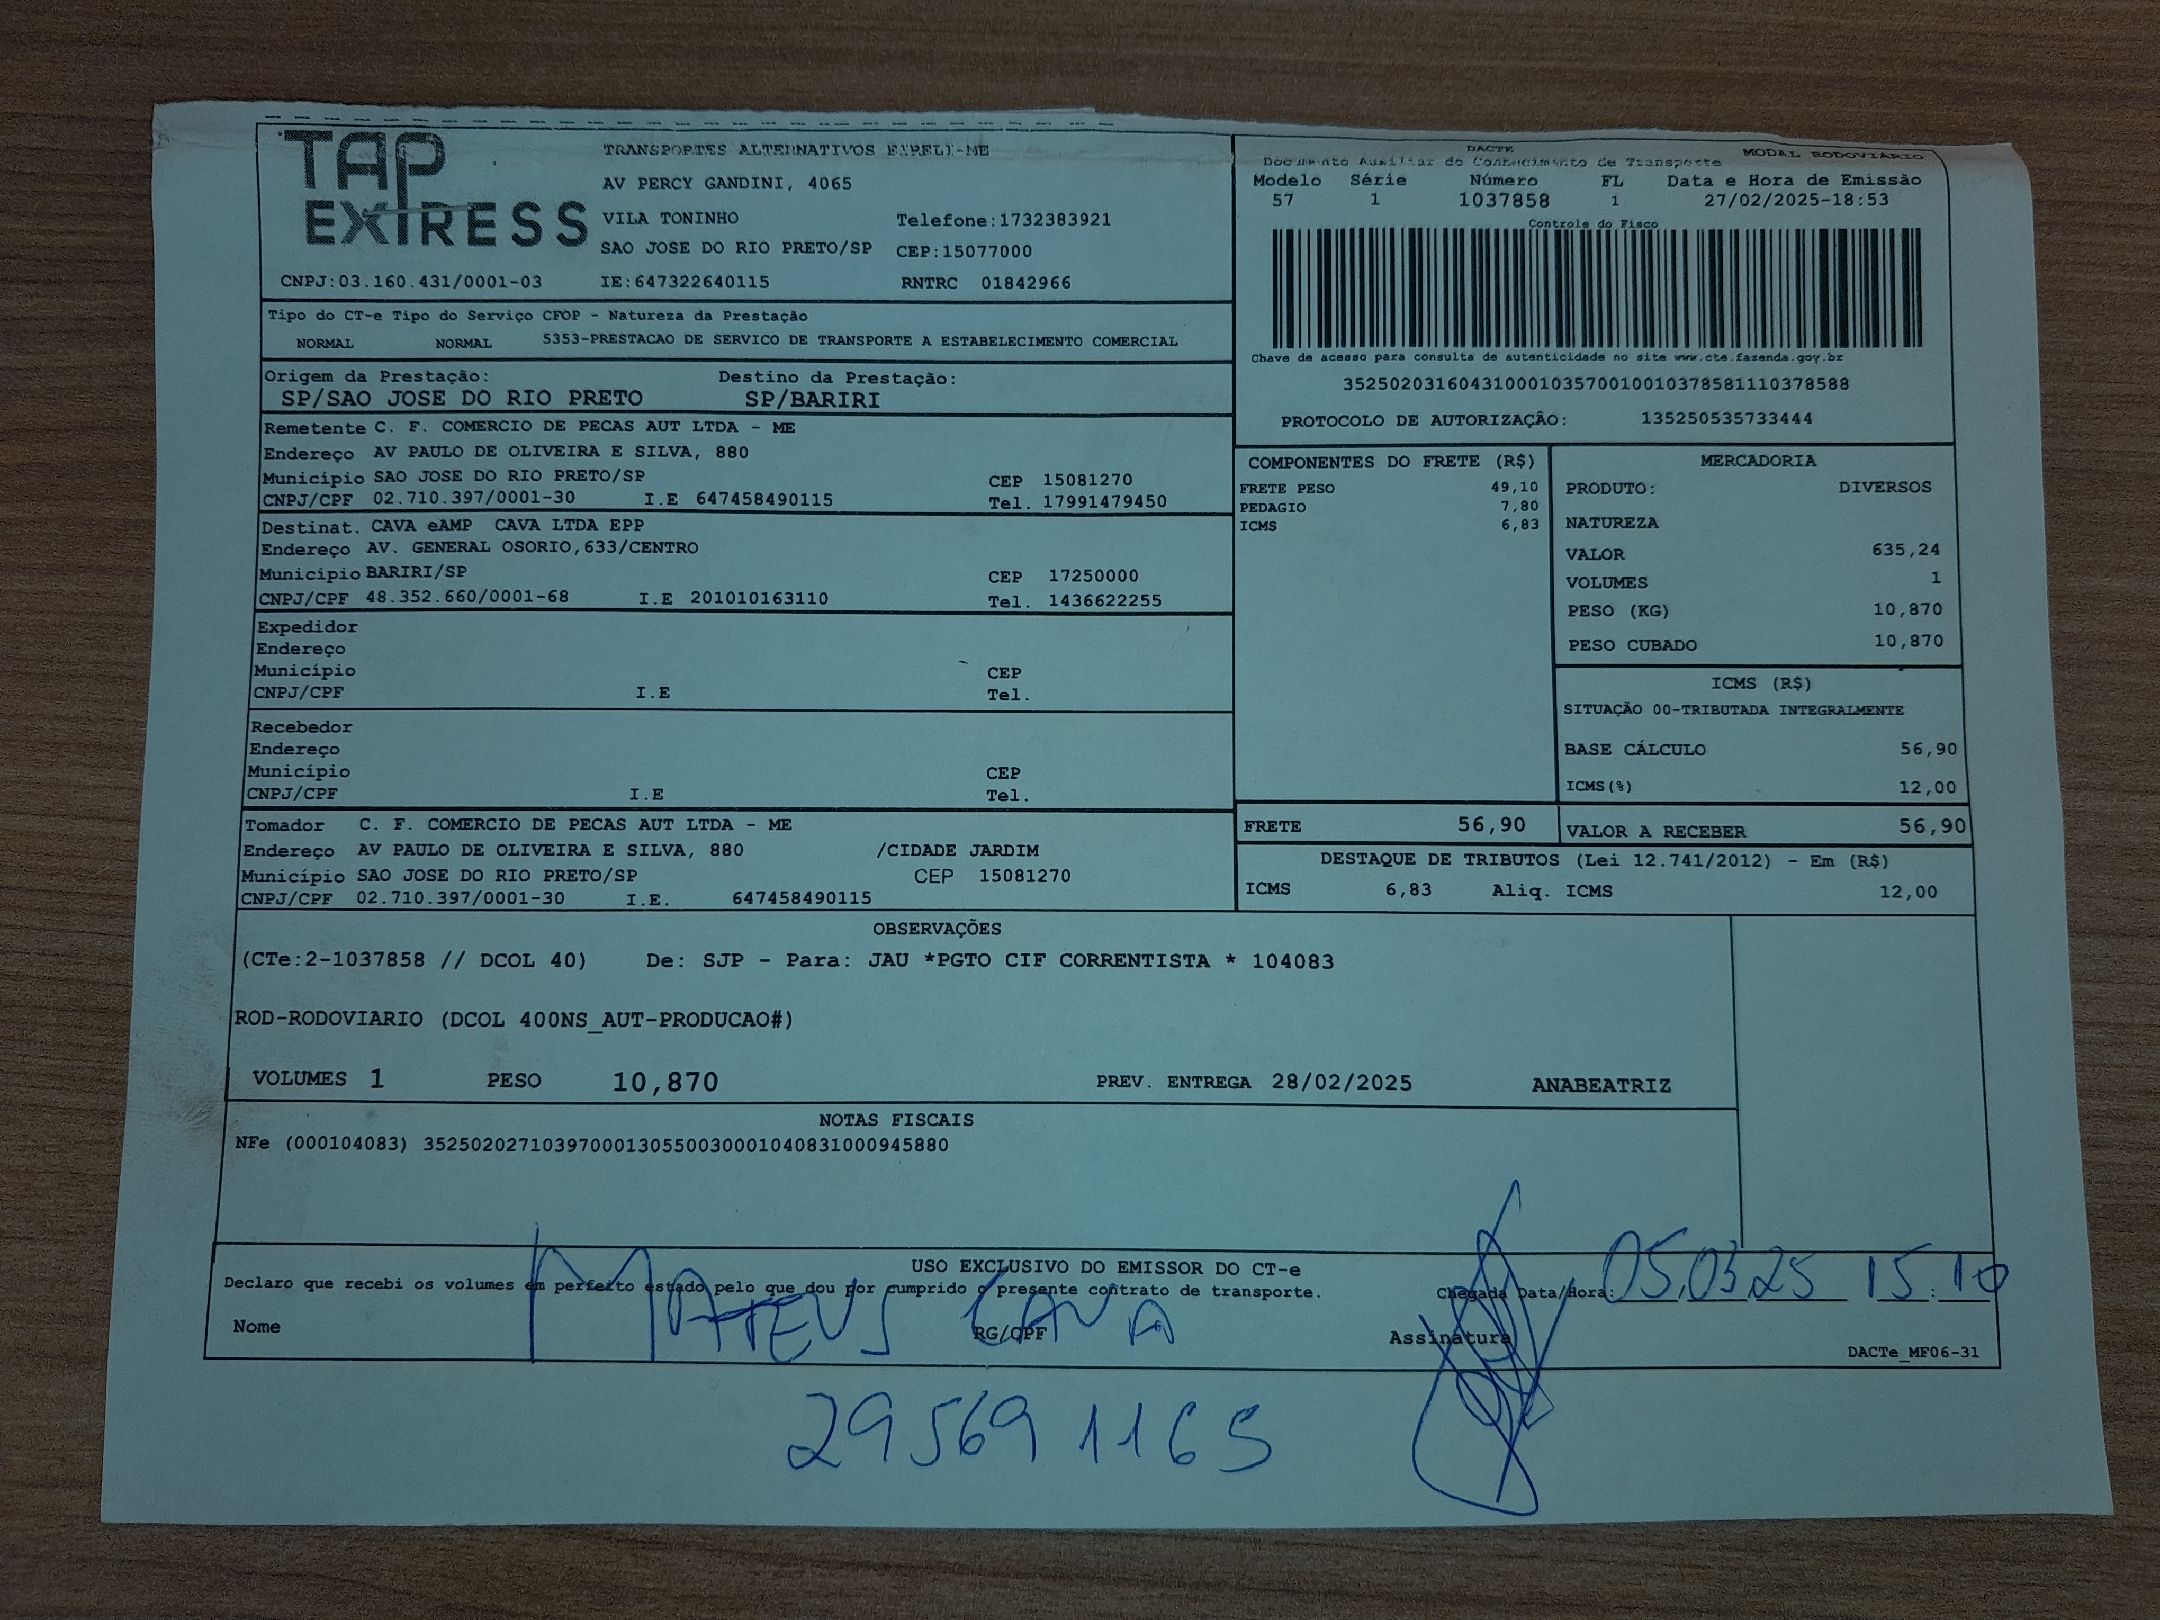 TAP EXPRESS
TRANSPORTES ALTERNATIVOS EIRELI-ME
AV PERCY GANDINI, 4065
VILA TONINHO Telefone:1732383921
SAO JOSE DO RIO PRETO/SP CEP:15077000
CNPJ:03.160.431/0001-03 IE:647322640115 RNTRC 01842966
DACTE
Documento Auxiliar do Conhecimento de Transporte MODAL RODOVIÁRIO
Modelo Série Número FL Data e Hora de Emissão
57 1 1037858 1 27/02/2025-18:53
Controle do Fisco
Chave de acesso para consulta de autenticidade no site www.cte.fazenda.gov.br
35250203160431000103570010010378581110378588
PROTOCOLO DE AUTORIZAÇÃO: 135250535733444
Tipo do CT-e Tipo do Serviço CFOP - Natureza da Prestação
NORMAL NORMAL 5353-PRESTACAO DE SERVICO DE TRANSPORTE A ESTABELECIMENTO COMERCIAL
Origem da Prestação: Destino da Prestação:
SP/SAO JOSE DO RIO PRETO SP/BARIRI
Remetente C. F. COMERCIO DE PECAS AUT LTDA - ME
Endereço AV PAULO DE OLIVEIRA E SILVA, 880
Município SAO JOSE DO RIO PRETO/SP CEP 15081270
CNPJ/CPF 02.710.397/0001-30 I.E 647458490115 Tel. 17991479450
Destinat. CAVA eAMP CAVA LTDA EPP
Endereço AV. GENERAL OSORIO,633/CENTRO
Município BARIRI/SP CEP 17250000
CNPJ/CPF 48.352.660/0001-68 I.E 201010163110 Tel. 1436622255
Expedidor
Endereço
Município CEP
CNPJ/CPF I.E Tel.
Recebedor
Endereço
Município CEP
CNPJ/CPF I.E Tel.
Tomador C. F. COMERCIO DE PECAS AUT LTDA - ME
Endereço AV PAULO DE OLIVEIRA E SILVA, 880 /CIDADE JARDIM
Município SAO JOSE DO RIO PRETO/SP CEP 15081270
CNPJ/CPF 02.710.397/0001-30 I.E. 647458490115
COMPONENTES DO FRETE (R$)
FRETE PESO 49,10
PEDAGIO 7,80
ICMS 6,83
MERCADORIA
PRODUTO: DIVERSOS
NATUREZA
VALOR 635,24
VOLUMES 1
PESO (KG) 10,870
PESO CUBADO 10,870
ICMS (R$)
SITUAÇÃO 00-TRIBUTADA INTEGRALMENTE
BASE CÁLCULO 56,90
ICMS(%) 12,00
FRETE 56,90 VALOR A RECEBER 56,90
DESTAQUE DE TRIBUTOS (Lei 12.741/2012) - Em (R$)
ICMS 6,83 Aliq. ICMS 12,00
OBSERVAÇÕES
(CTe:2-1037858 // DCOL 40) De: SJP - Para: JAU *PGTO CIF CORRENTISTA * 104083
ROD-RODOVIARIO (DCOL 400NS_AUT-PRODUCAO#)
VOLUMES 1 PESO 10,870 PREV. ENTREGA 28/02/2025 ANABEATRIZ
NOTAS FISCAIS
NFe (000104083) 35250202710397000130550030001040831000945880
USO EXCLUSIVO DO EMISSOR DO CT-e
Declaro que recebi os volumes em perfeito estado pelo que dou por cumprido o presente contrato de transporte. Chegada Data/Hora: 05.03.25 15:10
Nome MATEUS CAVA RG/CPF Assinatura
DACTe_MF06-31
295691165